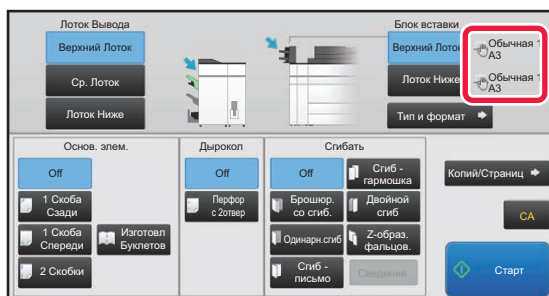 Лоток Вывода
Блок вставки
Верхний Лоток
Ср. Лоток
Лоток Ниже
Верхний Лоток
Обычная 1
A3
Лоток Ниже
Обычная 1
A3
Тип и формат
Основ. элем.
Off
1 Скоба
Сзади
1 Скоба
Спереди
Изготовл
Буклетов
2 Скобки
Дырокол
Off
Перфор
с 2отвер
Сгибать
Off
Сгиб -
гармошка
Брошюр.
со сгиб.
Двойной
сгиб
Одинарн.сгиб
Z-образ.
фальцов.
Сгиб -
письмо
Сведения
Копий/Страниц
CA
Старт